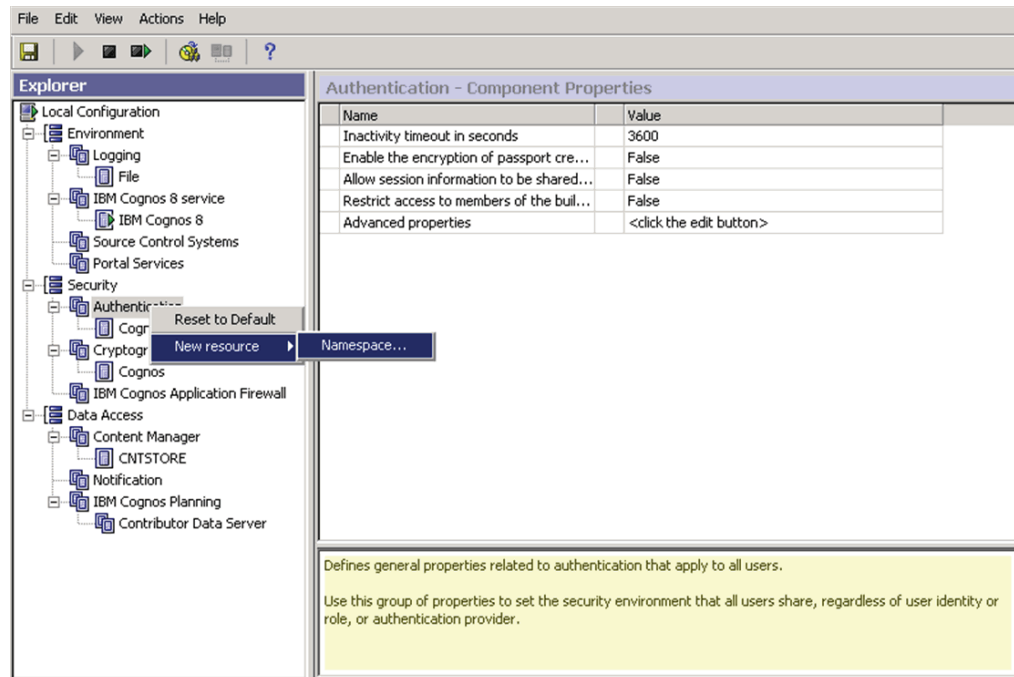 File Edit View Actions Help
?
Explorer
Local Configuration
Environment
Logging
File
IBM Cognos 8 service
IBM Cognos 8
Source Control Systems
Portal Services
Security
Authentication
Cogn
Cryptogr
Cognos
IBM Cognos Application Firewall
Data Access
Content Manager
CNTSTORE
Notification
IBM Cognos Planning
Contributor Data Server
Reset to Default
New resource
Namespace...
Authentication - Component Properties
Name Value
Inactivity timeout in seconds 3600
Enable the encryption of passport cre... False
Allow session information to be shared... False
Restrict access to members of the buil... False
Advanced properties <click the edit button>
Defines general properties related to authentication that apply to all users.
Use this group of properties to set the security environment that all users share, regardless of user identity or
role, or authentication provider.